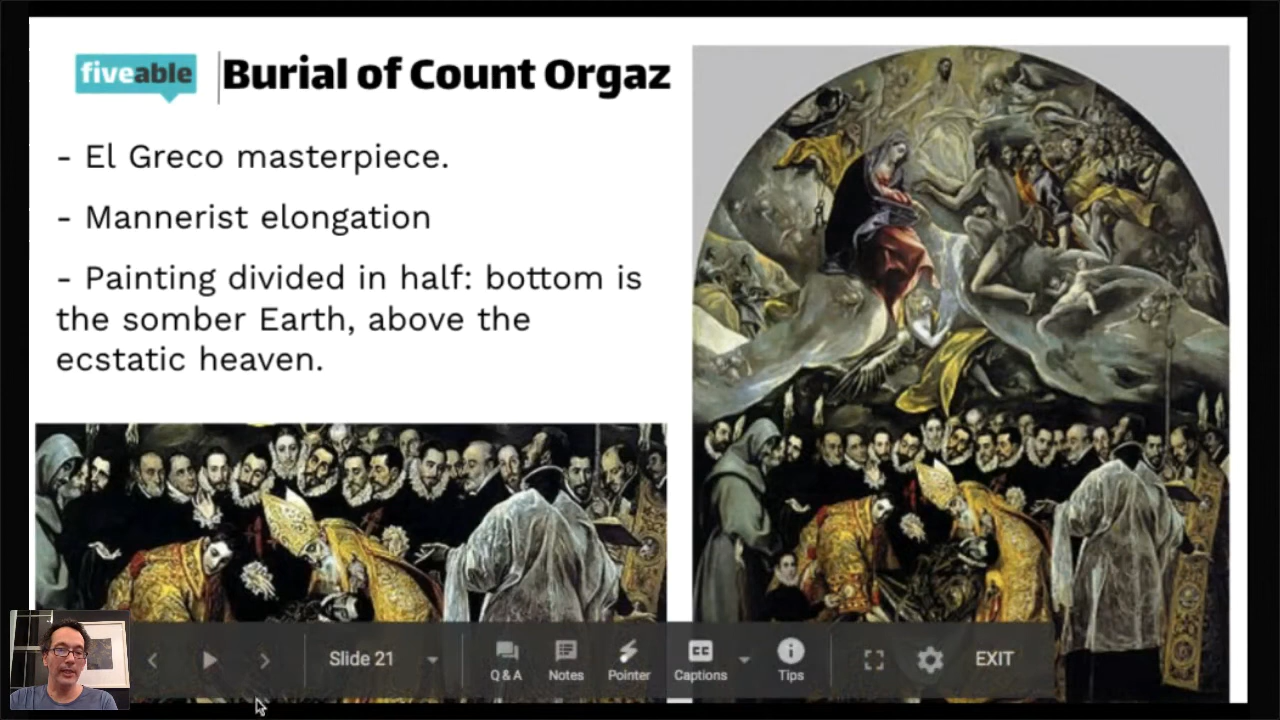 fiveable
Burial of Count Orgaz
- El Greco masterpiece.
- Mannerist elongation
- Painting divided in half: bottom is
the somber Earth, above the
ecstatic heaven.
Slide 21
Q & A
Notes
Pointer
CC
Captions
Tips
EXIT